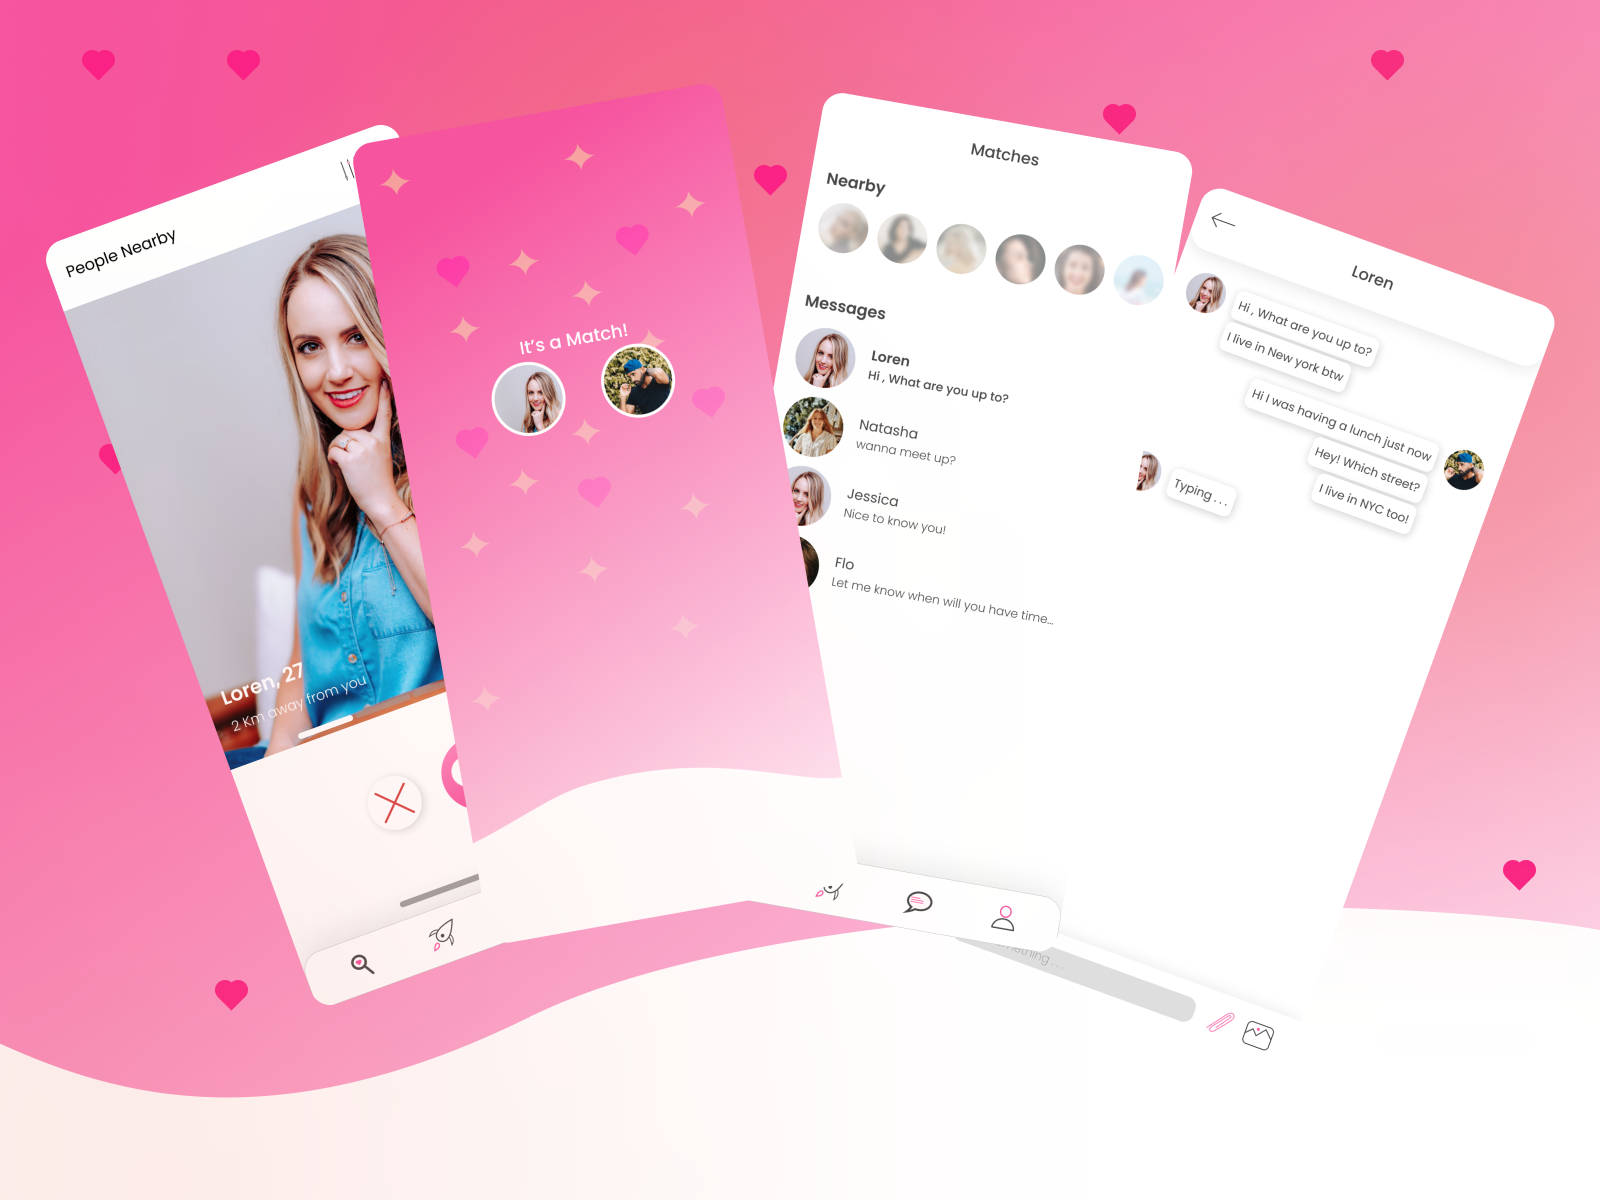 People Nearby
Loren, 27
2 Km away from you
It's a Match!
Matches
Nearby
Messages
Loren
Hi , What are you up to?
Natasha
wanna meet up?
Jessica
Nice to know you!
Flo
Let me know when will you have time...
Loren
Hi , What are you up to?
I live in New york btw
Hi I was having a lunch just now
Hey! Which street?
I live in NYC too!
Typing . . .